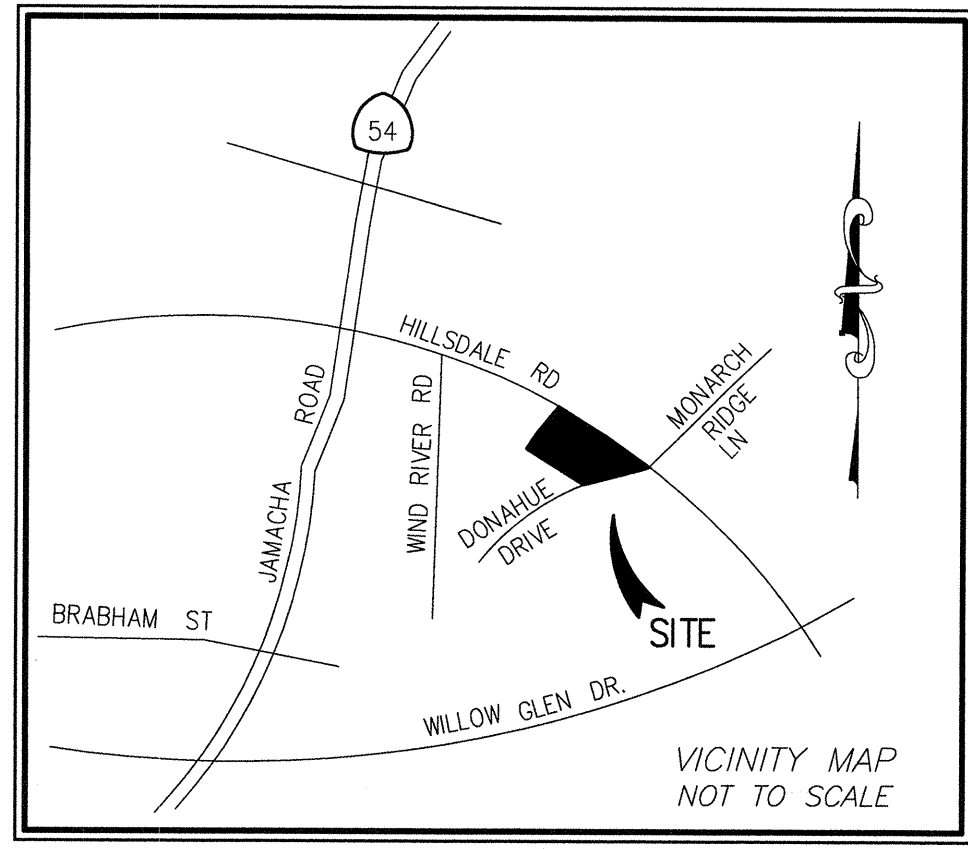 54
HILLSDALE RD
MONARCH
RIDGE
LN
JAMACHA ROAD
WIND RIVER RD
DONAHUE
DRIVE
BRABHAM ST
SITE
WILLOW GLEN DR.
VICINITY MAP
NOT TO SCALE